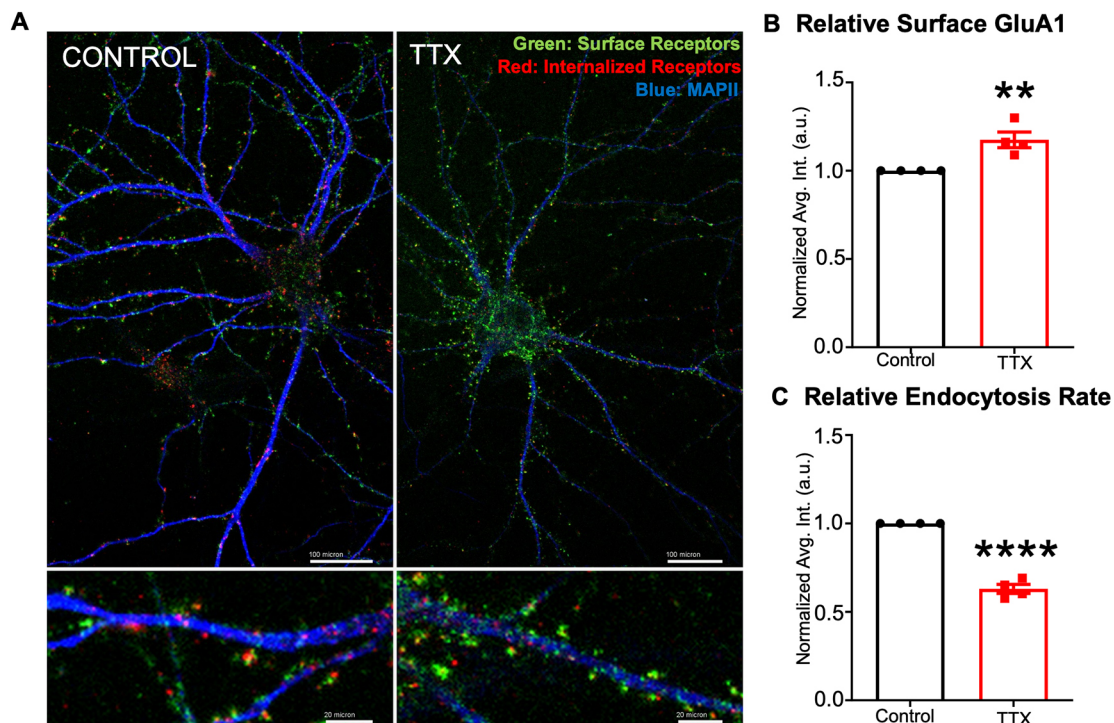 A
CONTROL
TTX
Green: Surface Receptors
Red: Internalized Receptors
Blue: MAPII
100 micron
100 micron
20 micron
20 micron
B Relative Surface GluA1
Normalized Avg. Int. (a.u.)
1.5
1.0
0.5
0.0
**
Control
TTX
C Relative Endocytosis Rate
Normalized Avg. Int. (a.u.)
1.5
1.0
0.5
0.0
****
Control
TTX